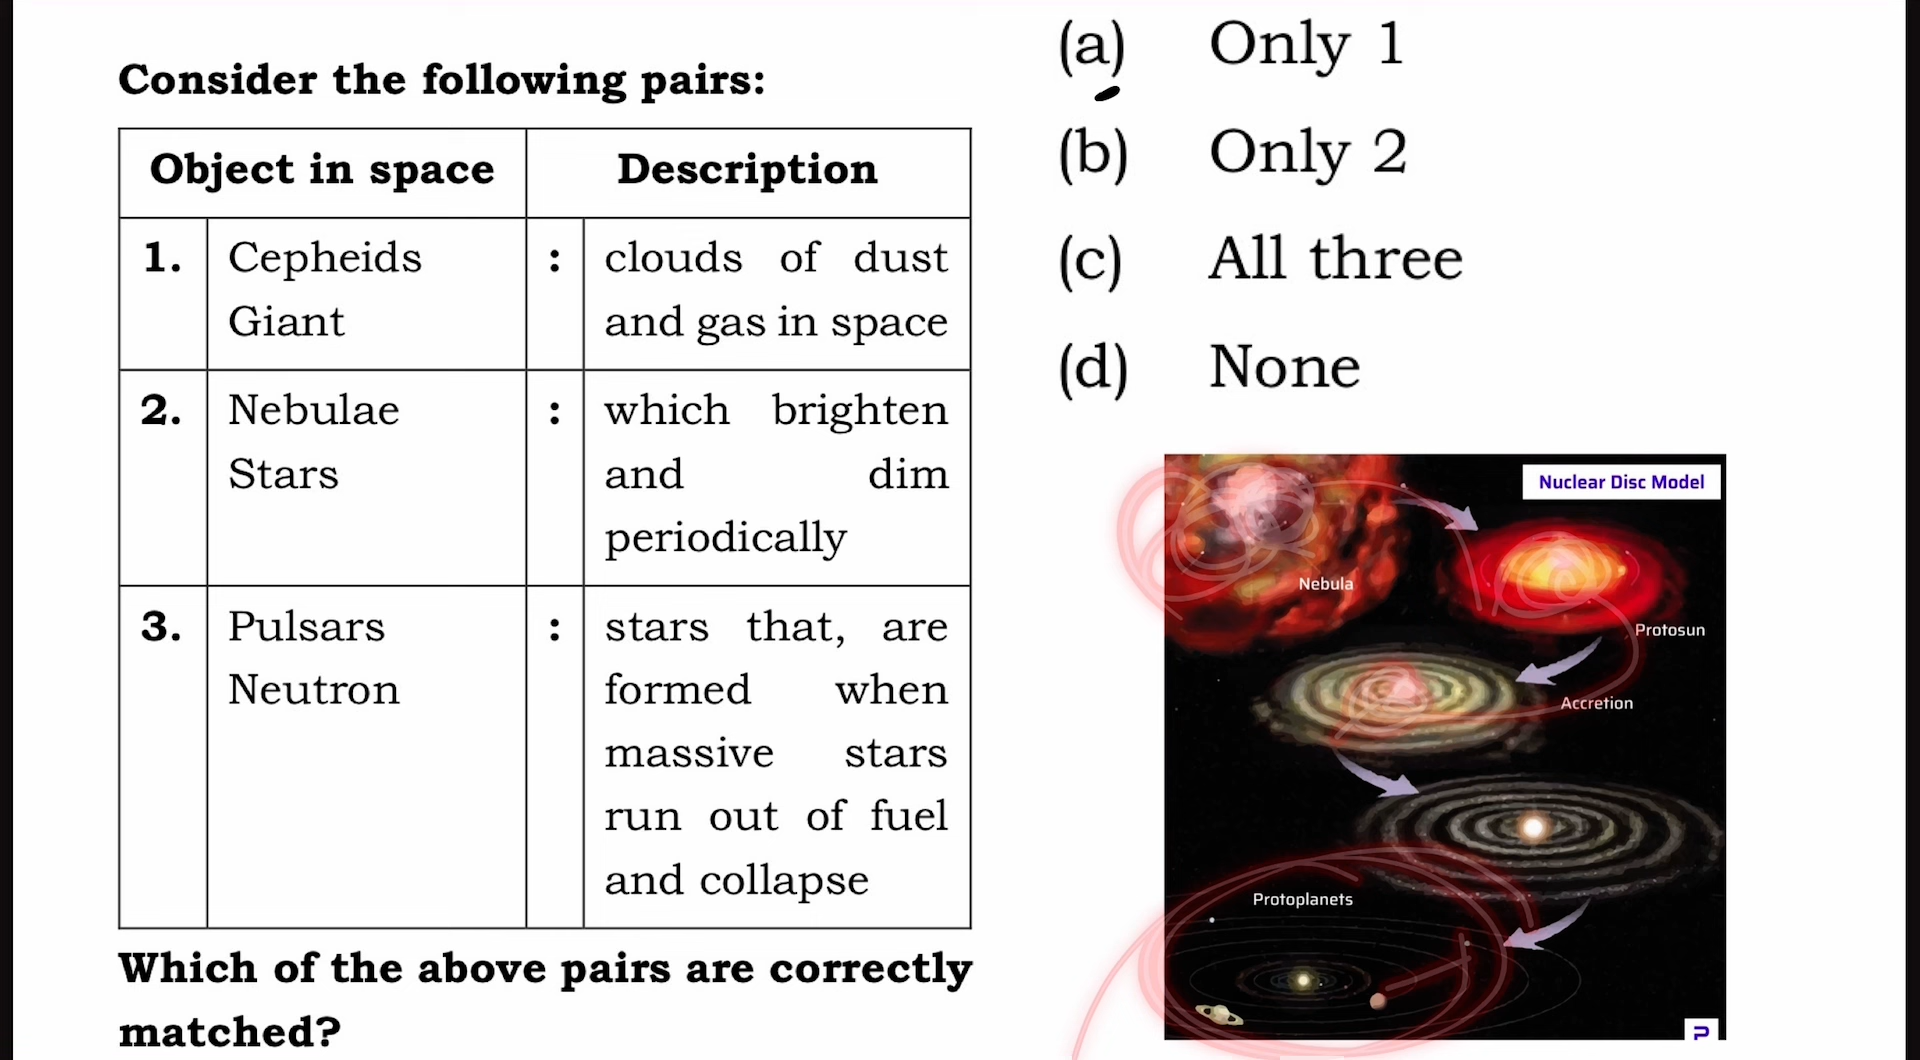 Consider the following pairs:
Object in space Description
1. Cepheids : clouds of dust
Giant and gas in space
2. Nebulae : which brighten
Stars and dim
periodically
3. Pulsars : stars that, are
Neutron formed when
massive stars
run out of fuel
and collapse
Which of the above pairs are correctly
matched?
(a) Only 1
(b) Only 2
(c) All three
(d) None
Nuclear Disc Model
Nebula
Protosun
Accretion
Protoplanets